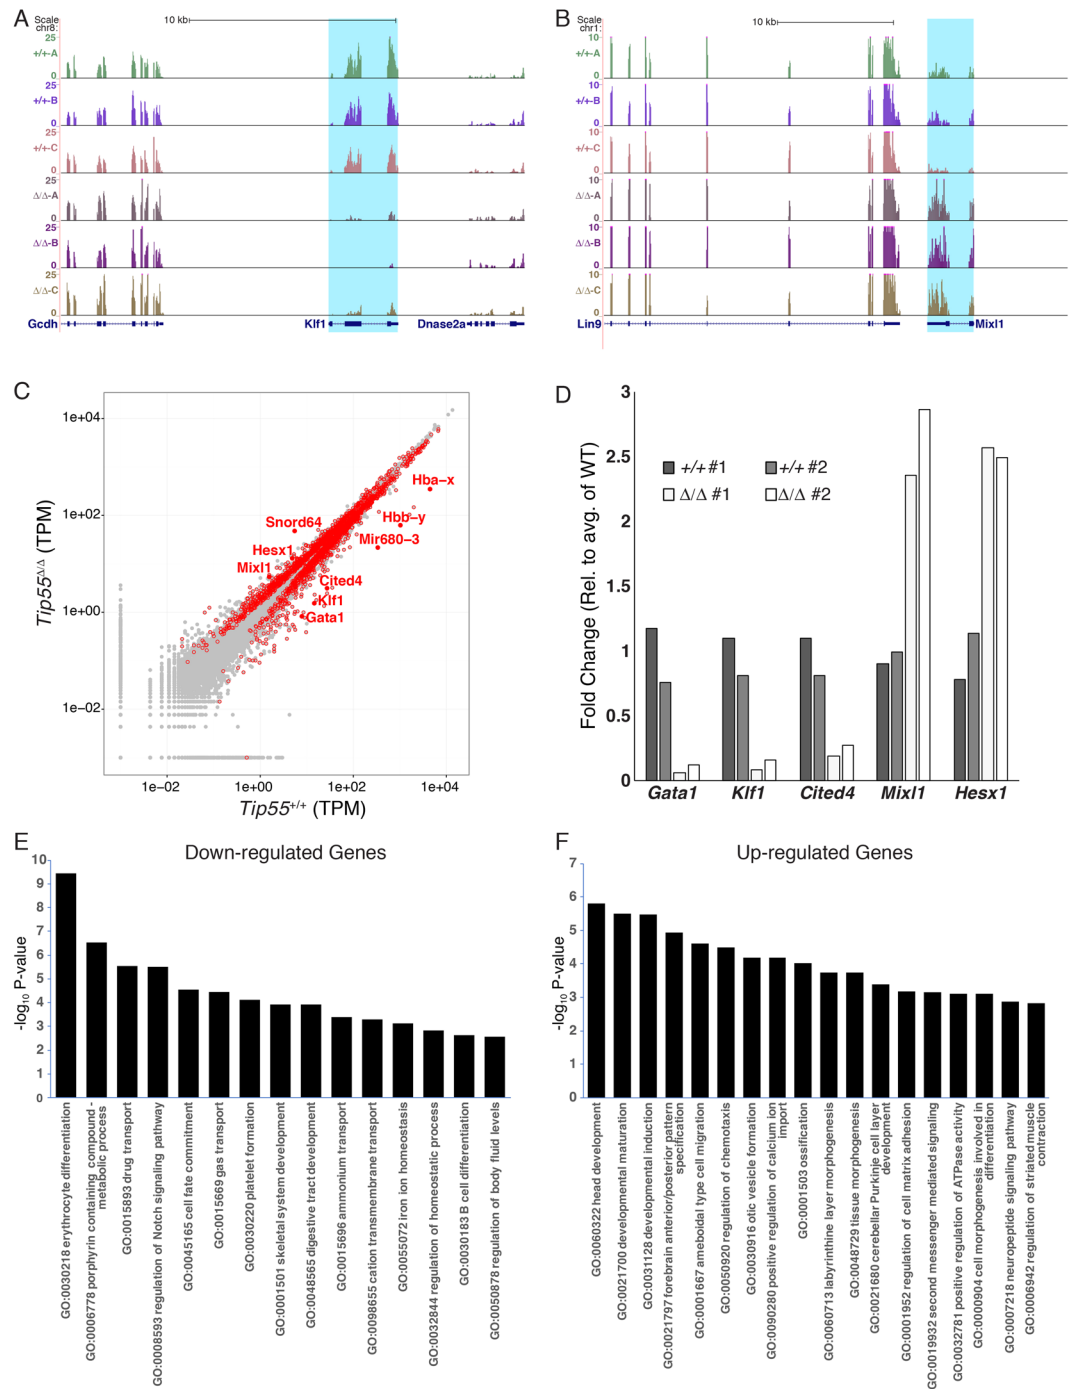 A
Scale
chr8:
10 kb
25
+/+-A
0
25
+/+-B
0
25
+/+-C
0
25
Δ/Δ-A
0
25
Δ/Δ-B
0
25
Δ/Δ-C
0
Gcdh
Klf1
Dnase2a
B
Scale
chr1:
10 kb
10
+/+-A
0
10
+/+-B
0
10
+/+-C
0
10
Δ/Δ-A
0
10
Δ/Δ-B
0
10
Δ/Δ-C
0
Lin9
Mixl1
C
Tip55Δ/Δ (TPM)
1e+04
1e+02
1e+00
1e−02
Hba−x
Hbb−y
Snord64
Mir680−3
Hesx1
Mixl1
Cited4
Klf1
Gata1
1e−02
1e+00
1e+02
1e+04
Tip55+/+ (TPM)
D
Fold Change (Rel. to avg. of WT)
3
2.5
2
1.5
1
0.5
0
+/+ #1
+/+ #2
Δ/Δ #1
Δ/Δ #2
Gata1
Klf1
Cited4
Mixl1
Hesx1
E
Down-regulated Genes
-log10 P-value
10
9
8
7
6
5
4
3
2
1
0
GO:0030218 erythrocyte differentiation
GO:0006778 porphyrin containing compound -
metabolic process
GO:0015893 drug transport
GO:0008593 regulation of Notch signaling pathway
GO:0045165 cell fate commitment
GO:0015669 gas transport
GO:0030220 platelet formation
GO:0001501 skeletal system development
GO:0048565 digestive tract development
GO:0015696 ammonium transport
GO:0098655 cation transmembrane transport
GO:0055072 iron ion homeostasis
GO:0032844 regulation of homeostatic process
GO:0030183 B cell differentiation
GO:0050878 regulation of body fluid levels
F
Up-regulated Genes
-log10 P-value
7
6
5
4
3
2
1
0
GO:0060322 head development
GO:0021700 developmental maturation
GO:0031128 developmental induction
GO:0021797 forebrain anterior/posterior pattern
specification
GO:0001667 ameboidal type cell migration
GO:0050920 regulation of chemotaxis
GO:0030916 otic vesicle formation
GO:0090280 positive regulation of calcium ion
import
GO:0001503 ossification
GO:0060713 labyrinthine layer morphogenesis
GO:0048729 tissue morphogenesis
GO:0021680 cerebellar Purkinje cell layer
development
GO:0001952 regulation of cell matrix adhesion
GO:0019932 second messenger mediated signaling
GO:0032781 positive regulation of ATPase activity
GO:0000904 cell morphogenesis involved in
differentiation
GO:0007218 neuropeptide signaling pathway
GO:0006942 regulation of striated muscle
contraction